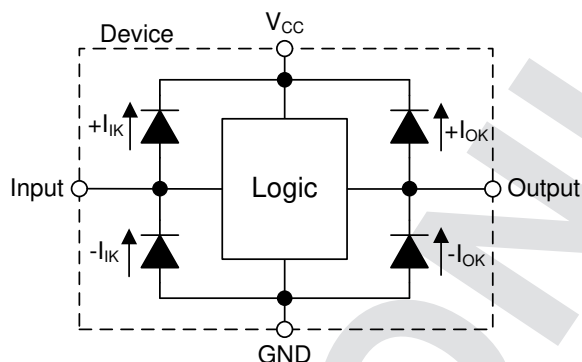 Device
VCC
+IIK
+IOK
Input
Logic
Output
-IIK
-IOK
GND